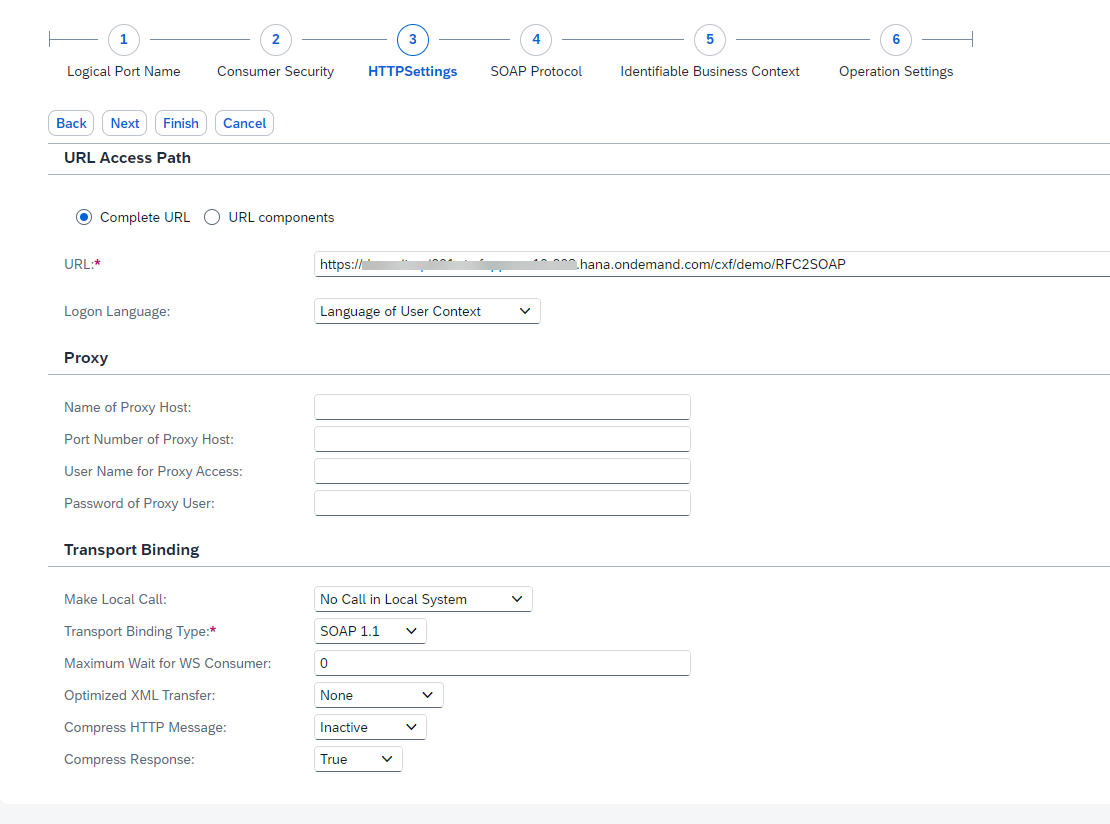 1 2 3 4 5 6
Logical Port Name Consumer Security HTTPSettings SOAP Protocol Identifiable Business Context Operation Settings
Back Next Finish Cancel
URL Access Path
Complete URL URL components
URL:* https:// .hana.ondemand.com/cxf/demo/RFC2SOAP
Logon Language: Language of User Context
Proxy
Name of Proxy Host:
Port Number of Proxy Host:
User Name for Proxy Access:
Password of Proxy User:
Transport Binding
Make Local Call: No Call in Local System
Transport Binding Type:* SOAP 1.1
Maximum Wait for WS Consumer: 0
Optimized XML Transfer: None
Compress HTTP Message: Inactive
Compress Response: True